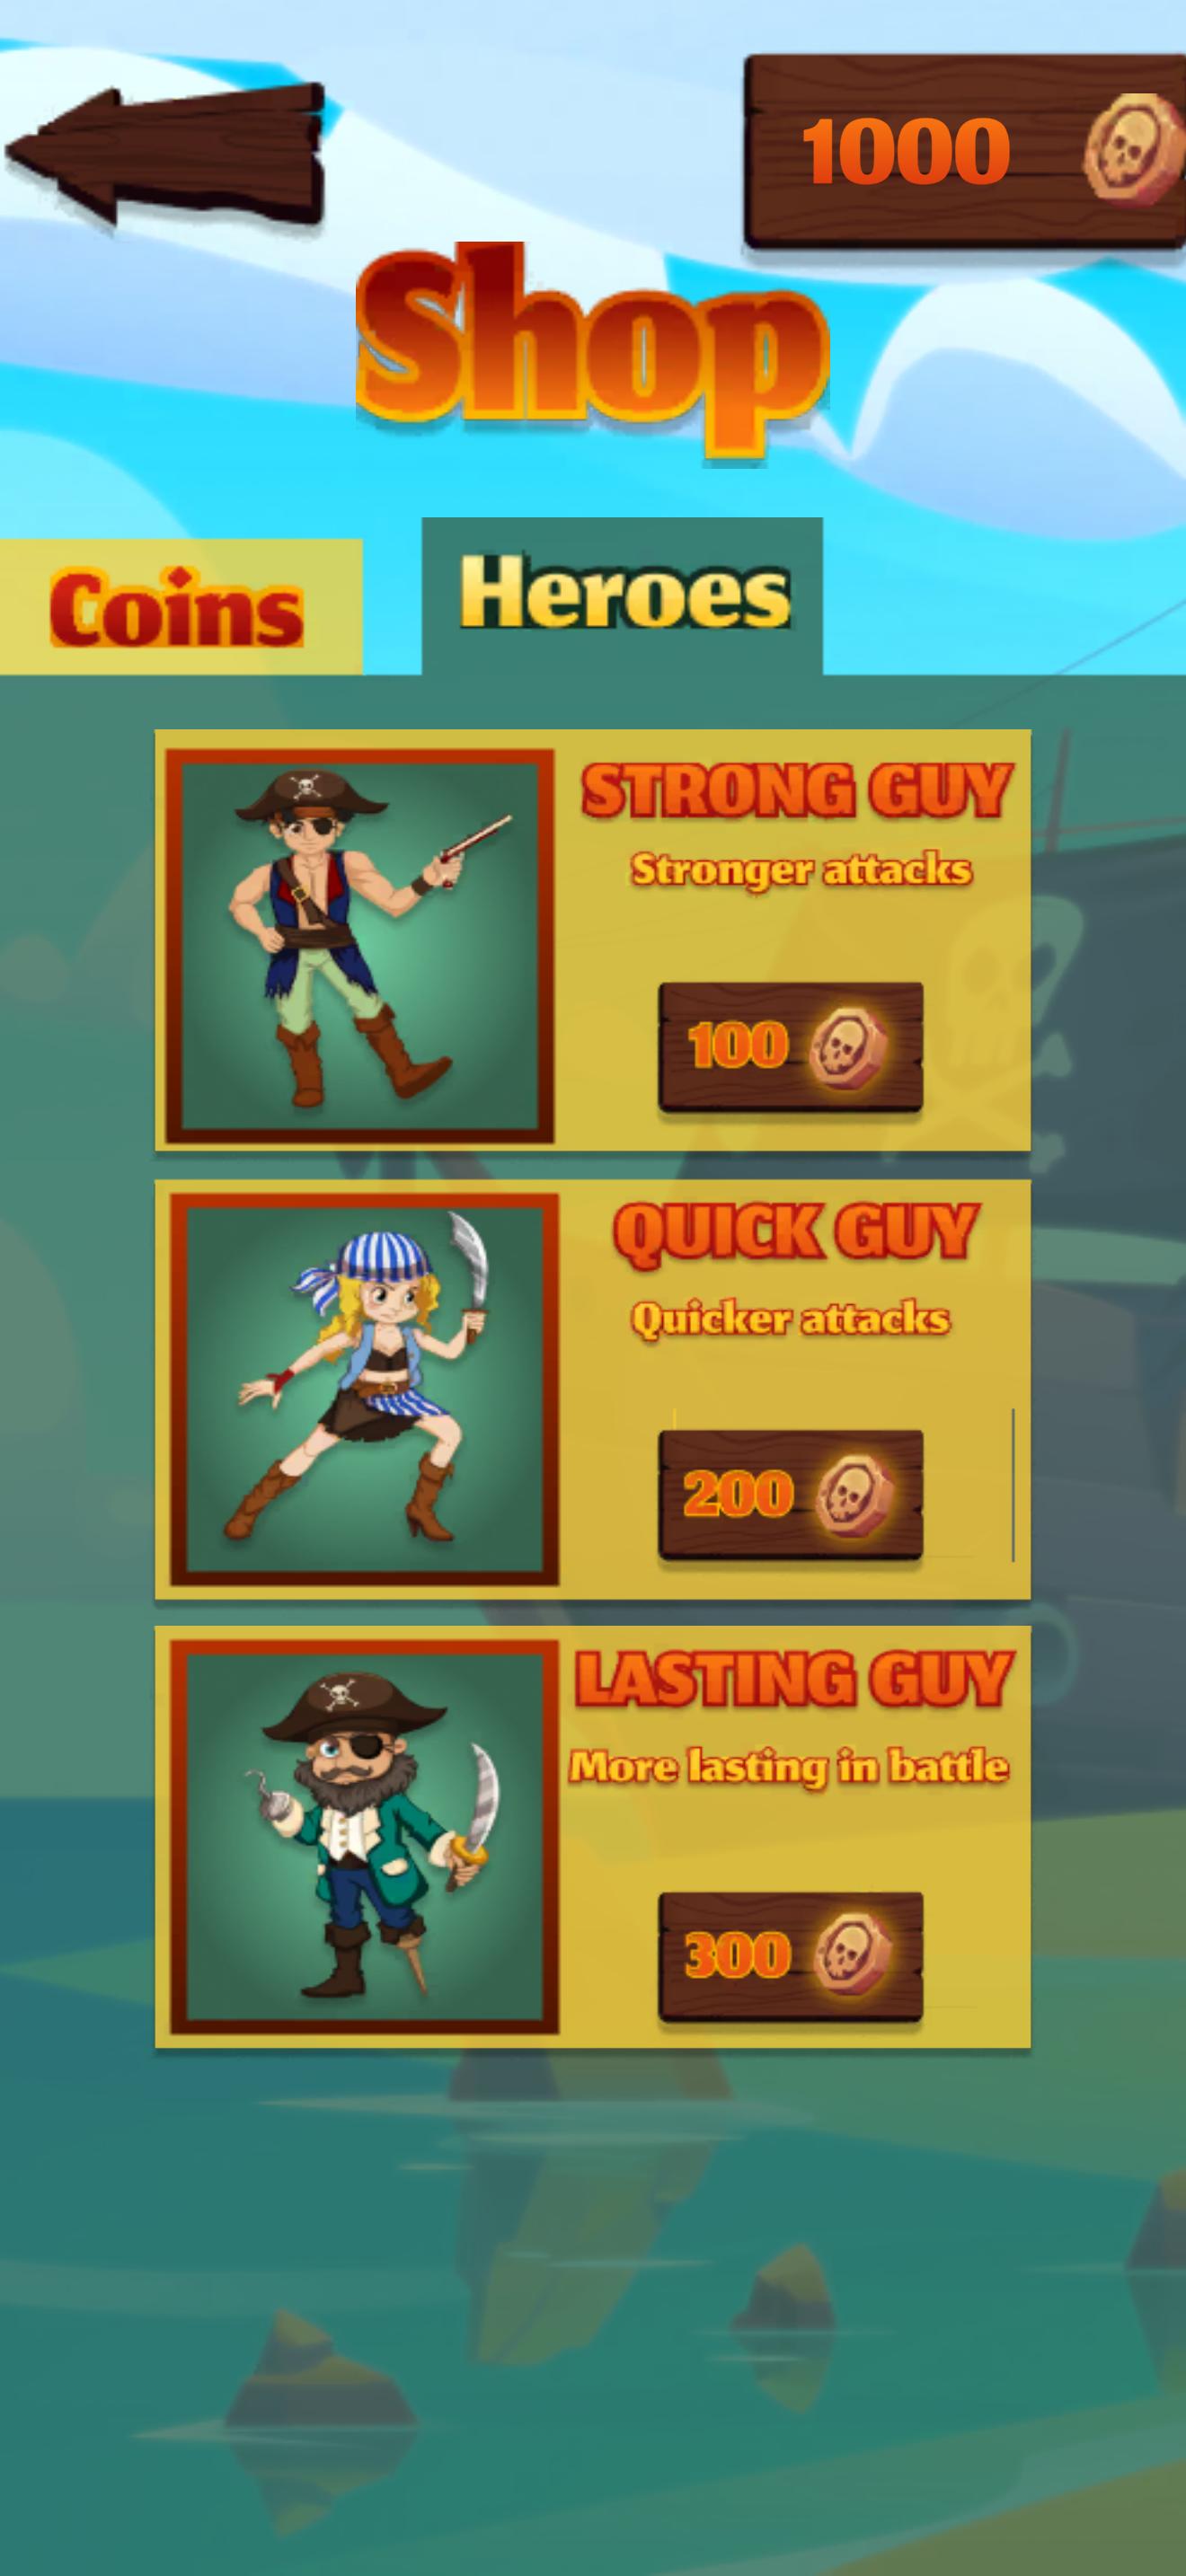 1000
Shop
Coins
Heroes
STRONG GUY
Stronger attacks
100
QUICK GUY
Quicker attacks
200
LASTING GUY
More lasting in battle
300